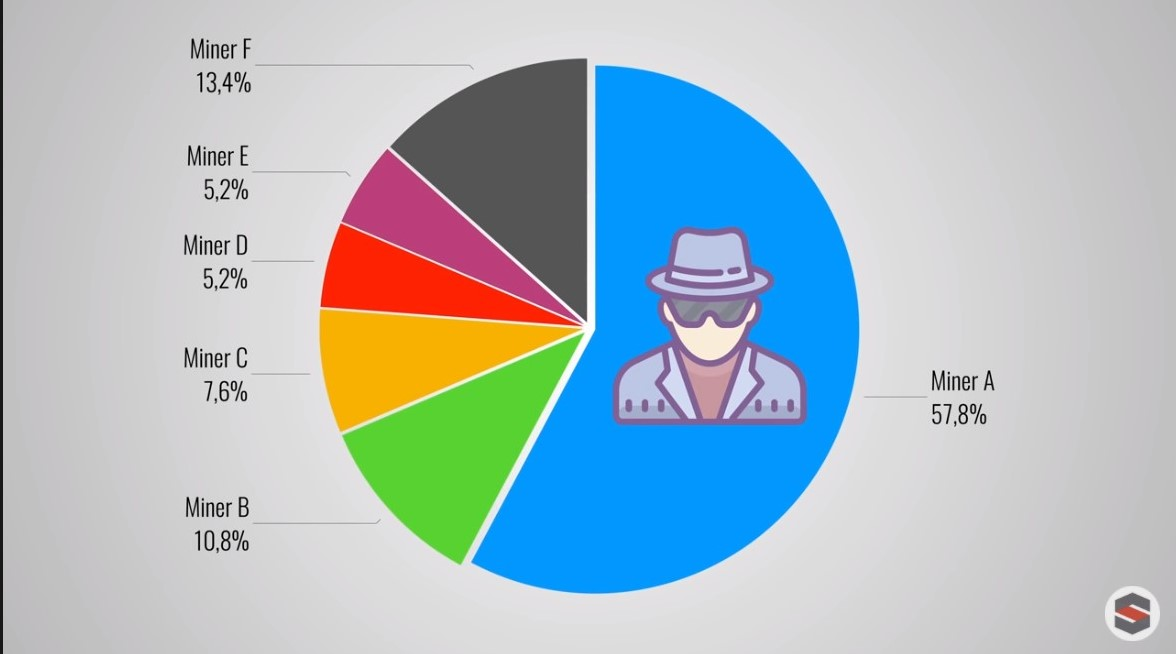 Miner F
13,4%
Miner E
5,2%
Miner D
5,2%
Miner C
7,6%
Miner A
57,8%
Miner B
10,8%